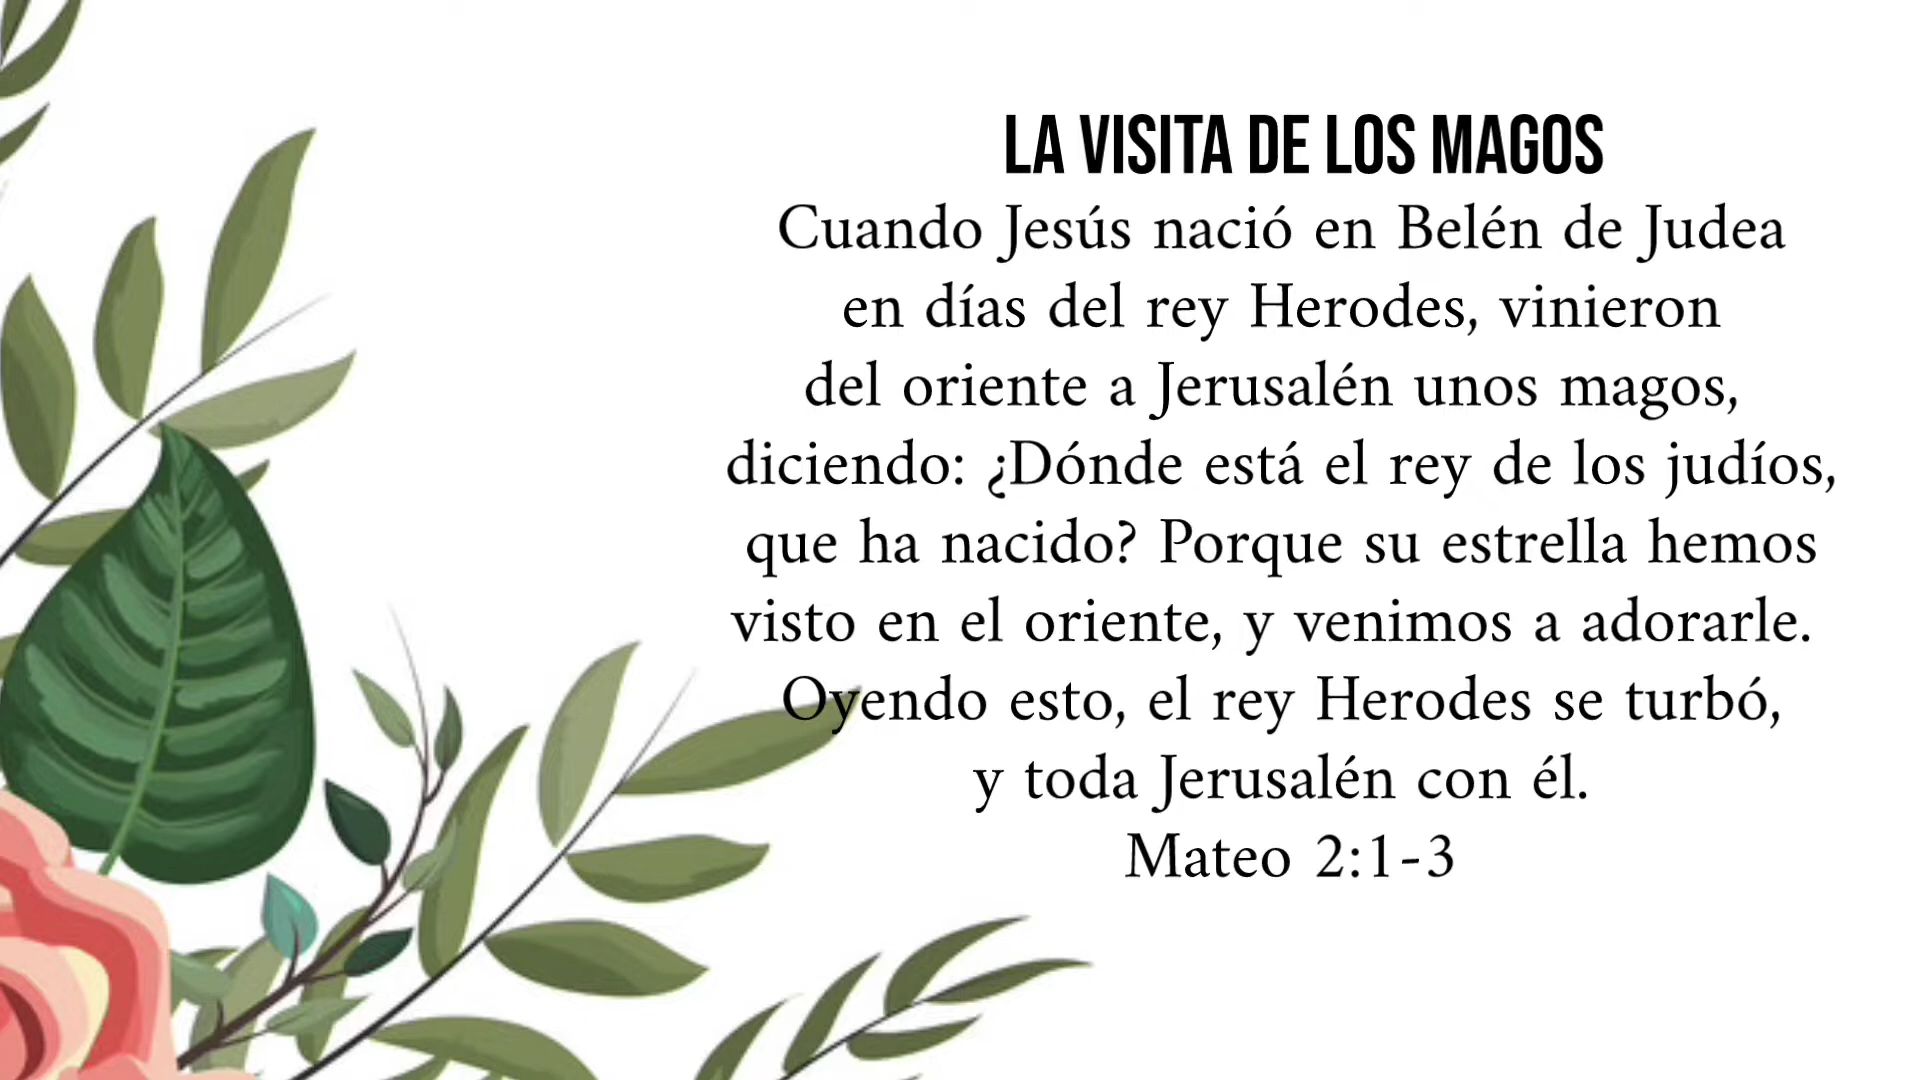 LA VISITA DE LOS MAGOS
Cuando Jesús nació en Belén de Judea
en días del rey Herodes, vinieron
del oriente a Jerusalén unos magos,
diciendo: ¿Dónde está el rey de los judíos,
que ha nacido? Porque su estrella hemos
visto en el oriente, y venimos a adorarle.
Oyendo esto, el rey Herodes se turbó,
y toda Jerusalén con él.
Mateo 2:1-3